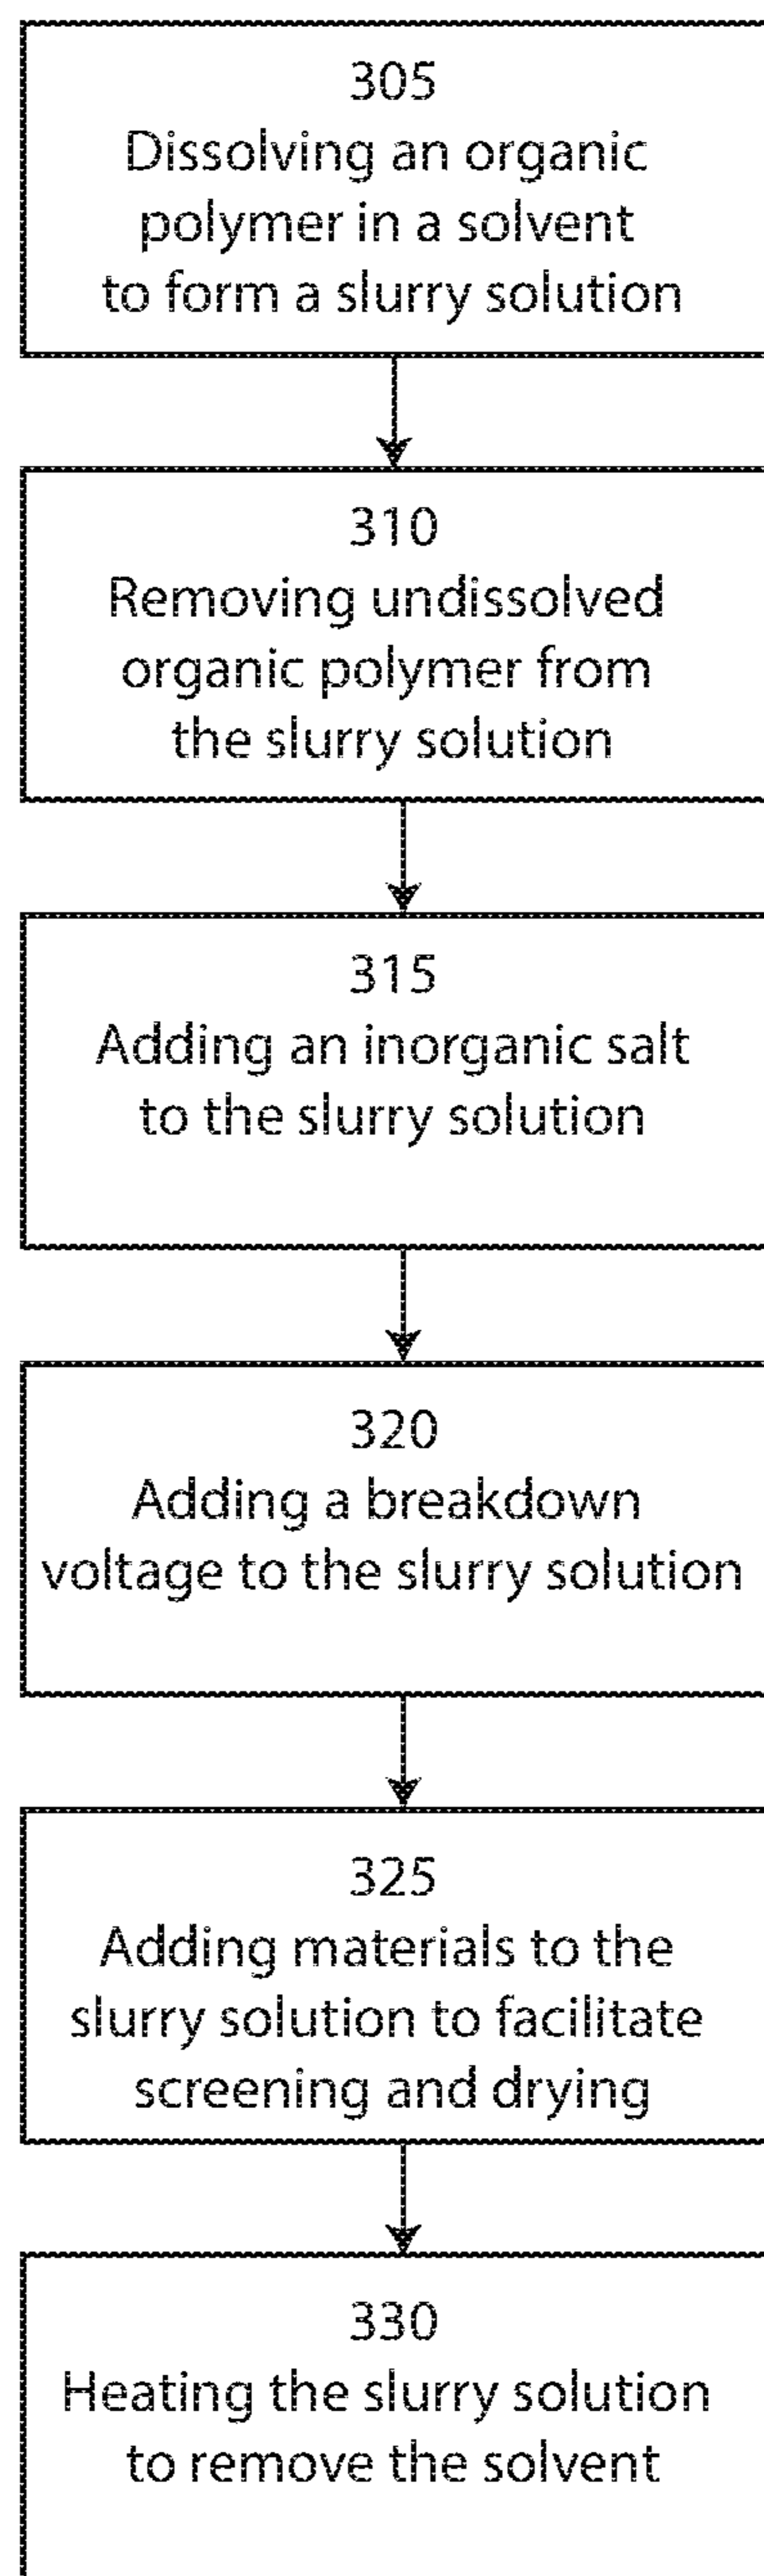 305
Dissolving an organic
polymer in a solvent
to form a slurry solution
310
Removing undissolved
organic polymer from
the slurry solution
315
Adding an inorganic salt
to the slurry solution
320
Adding a breakdown
voltage to the slurry solution
325
Adding materials to the
slurry solution to facilitate
screening and drying
330
Heating the slurry solution
to remove the solvent